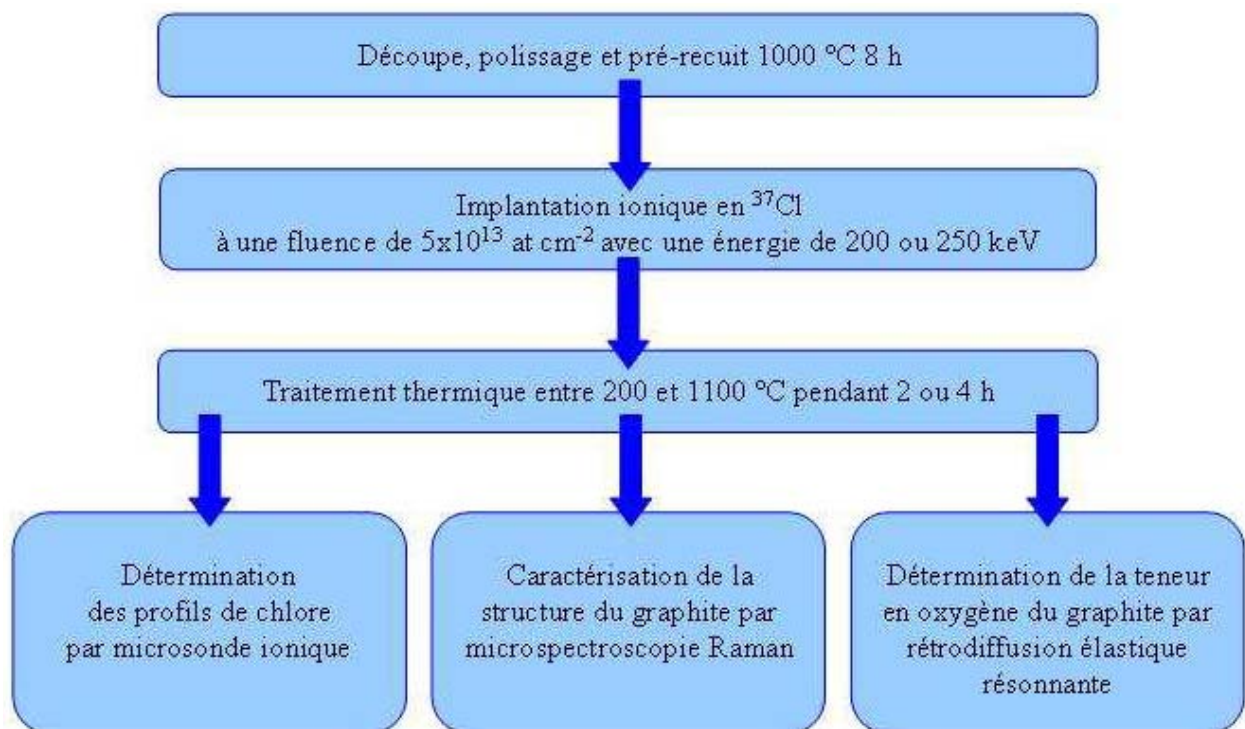 Découpe, polissage et pré-recuit 1000 °C 8 h
Implantation ionique en ³⁷Cl
à une fluence de 5x10¹³ at cm⁻² avec une énergie de 200 ou 250 keV
Traitement thermique entre 200 et 1100 °C pendant 2 ou 4 h
Détermination
des profils de chlore
par microsonde ionique
Caractérisation de la
structure du graphite par
microspectroscopie Raman
Détermination de la teneur
en oxygène du graphite par
rétrodiffusion élastique
résonnante